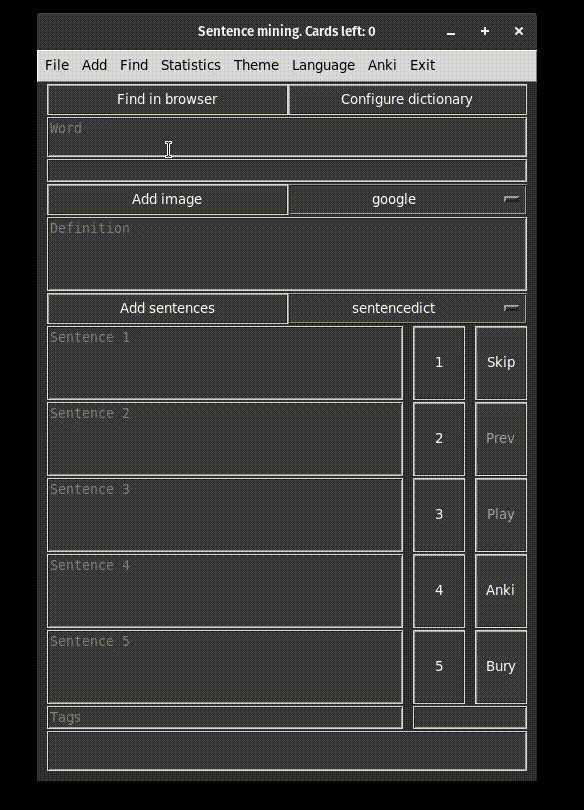 Sentence mining. Cards left: 0
File Add Find Statistics Theme Language Anki Exit
Find in browser Configure dictionary
Word
Add image google
Definition
Add sentences sentencedict
Sentence 1 1 Skip
Sentence 2 2 Prev
Sentence 3 3 Play
Sentence 4 4 Anki
Sentence 5 5 Bury
Tags